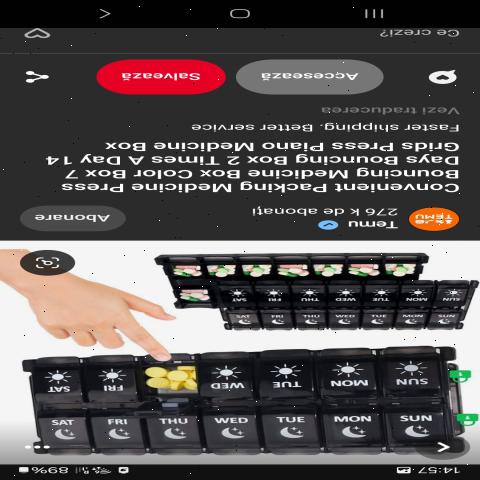 14:57 89%
SUN MON TUE WED THU FRI SAT
SUN MON TUE WED FRI SAT
SUN MON TUE WED THU FRI SAT
SUN MON TUE WED THU FRI SAT
TEMU
Temu
276 k de abonați
Abonare
Convenient Packing Medicine Press
Bouncing Medicine Box Color Box 7
Days Bouncing Box 2 Times A Day 14
Grids Press Piano Medicine Box
Faster shipping. Better service
Vezi traducerea
Accesează
Salvează
Ce crezi?